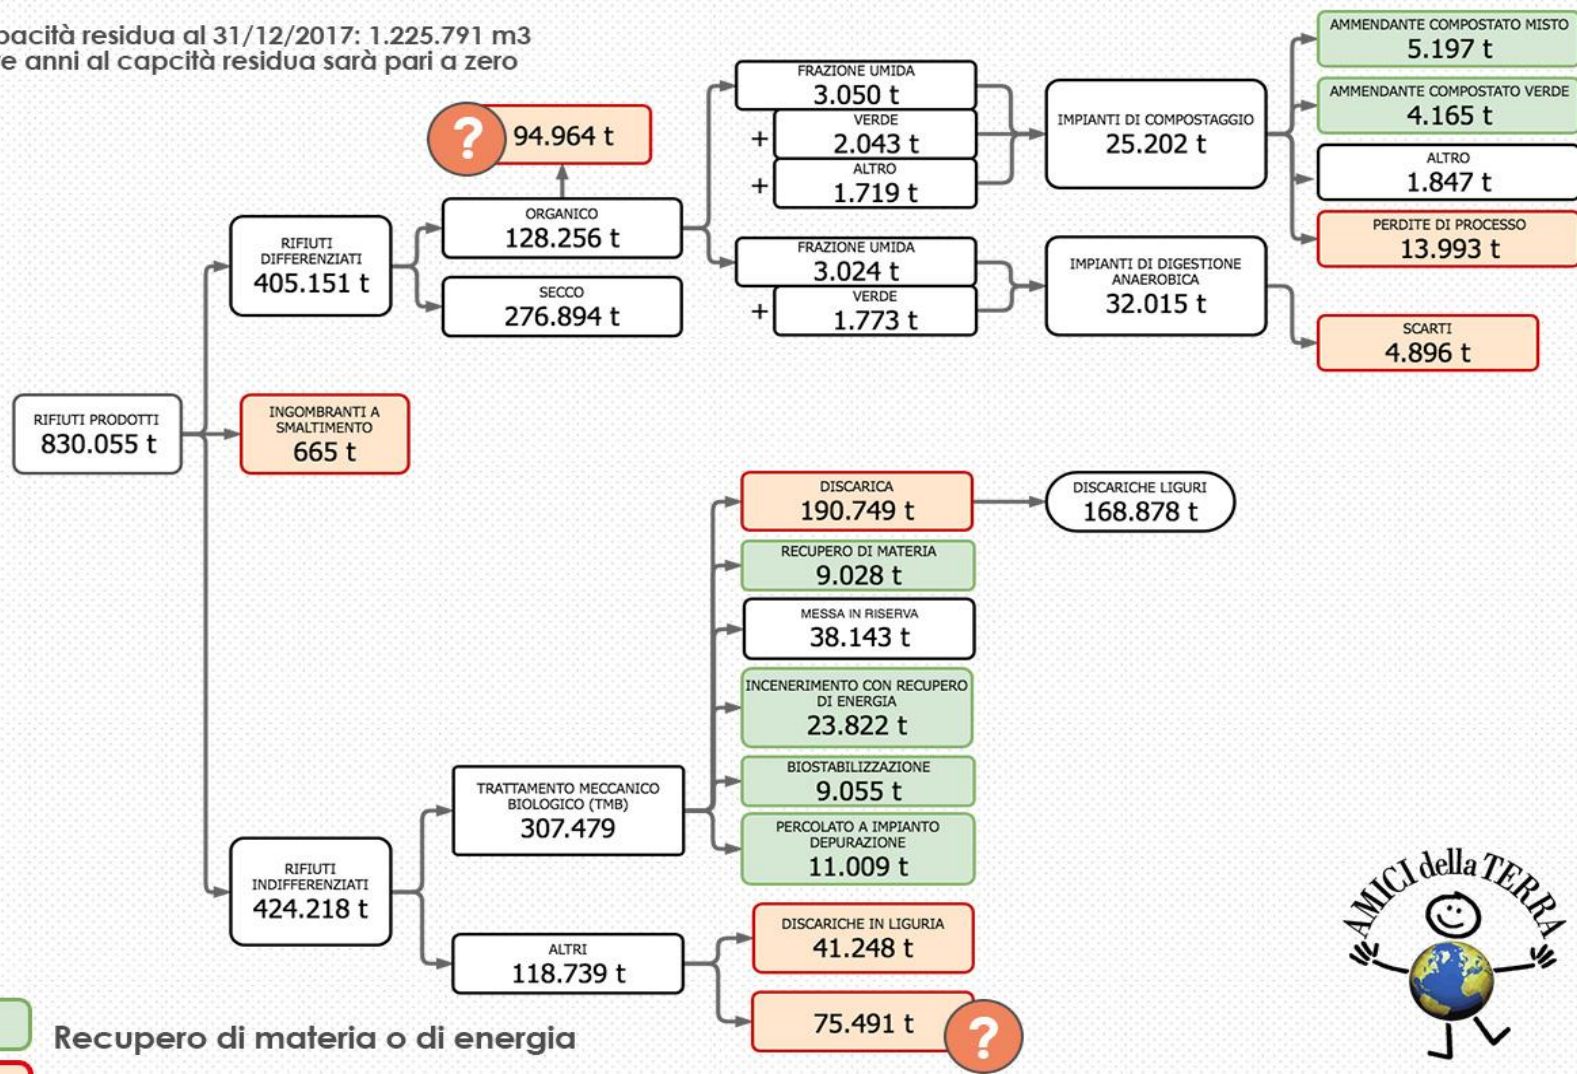 pacità residua al 31/12/2017: 1.225.791 m3
e anni al capcità residua sarà pari a zero
?
94.964 t
RIFIUTI PRODOTTI
830.055 t
RIFIUTI
DIFFERENZIATI
405.151 t
INGOMBRANTI A
SMALTIMENTO
665 t
RIFIUTI
INDIFFERENZIATI
424.218 t
ORGANICO
128.256 t
SECCO
276.894 t
FRAZIONE UMIDA
3.050 t
+
VERDE
2.043 t
+
ALTRO
1.719 t
FRAZIONE UMIDA
3.024 t
+
VERDE
1.773 t
IMPIANTI DI COMPOSTAGGIO
25.202 t
IMPIANTI DI DIGESTIONE
ANAEROBICA
32.015 t
AMMENDANTE COMPOSTATO MISTO
5.197 t
AMMENDANTE COMPOSTATO VERDE
4.165 t
ALTRO
1.847 t
PERDITE DI PROCESSO
13.993 t
SCARTI
4.896 t
TRATTAMENTO MECCANICO
BIOLOGICO (TMB)
307.479
ALTRI
118.739 t
DISCARICA
190.749 t
DISCARICHE LIGURI
168.878 t
RECUPERO DI MATERIA
9.028 t
MESSA IN RISERVA
38.143 t
INCENERIMENTO CON RECUPERO
DI ENERGIA
23.822 t
BIOSTABILIZZAZIONE
9.055 t
PERCOLATO A IMPIANTO
DEPURAZIONE
11.009 t
DISCARICHE IN LIGURIA
41.248 t
75.491 t
?
Recupero di materia o di energia
AMICI della TERRA